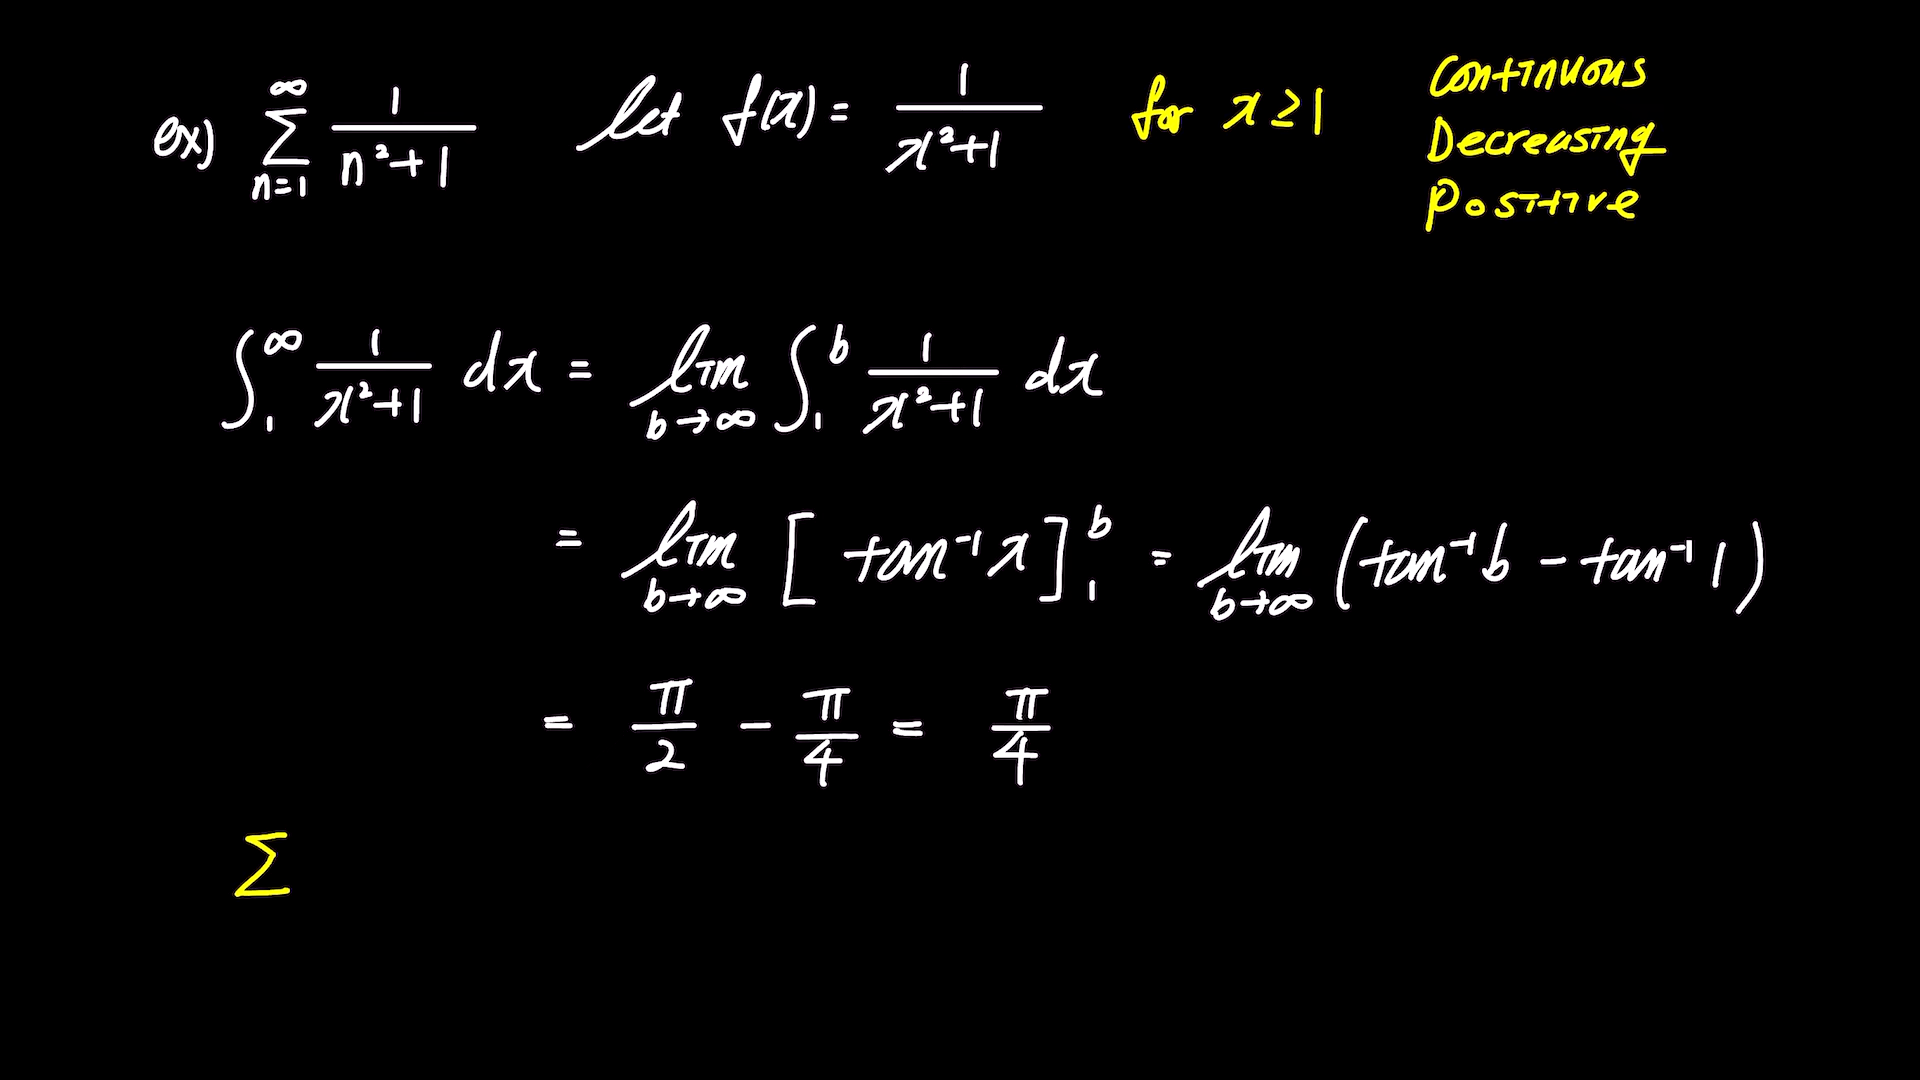 ex) ∑_{n=1}^{∞} 1/(n²+1) let f(x) = 1/(x²+1) for x ≥ 1
Continuous
Decreasing
Positive
∫_1^∞ 1/(x²+1) dx = lim_{b→∞} ∫_1^b 1/(x²+1) dx
= lim_{b→∞} [tan⁻¹x]_1^b = lim_{b→∞} (tan⁻¹b − tan⁻¹1)
= π/2 − π/4 = π/4
∑